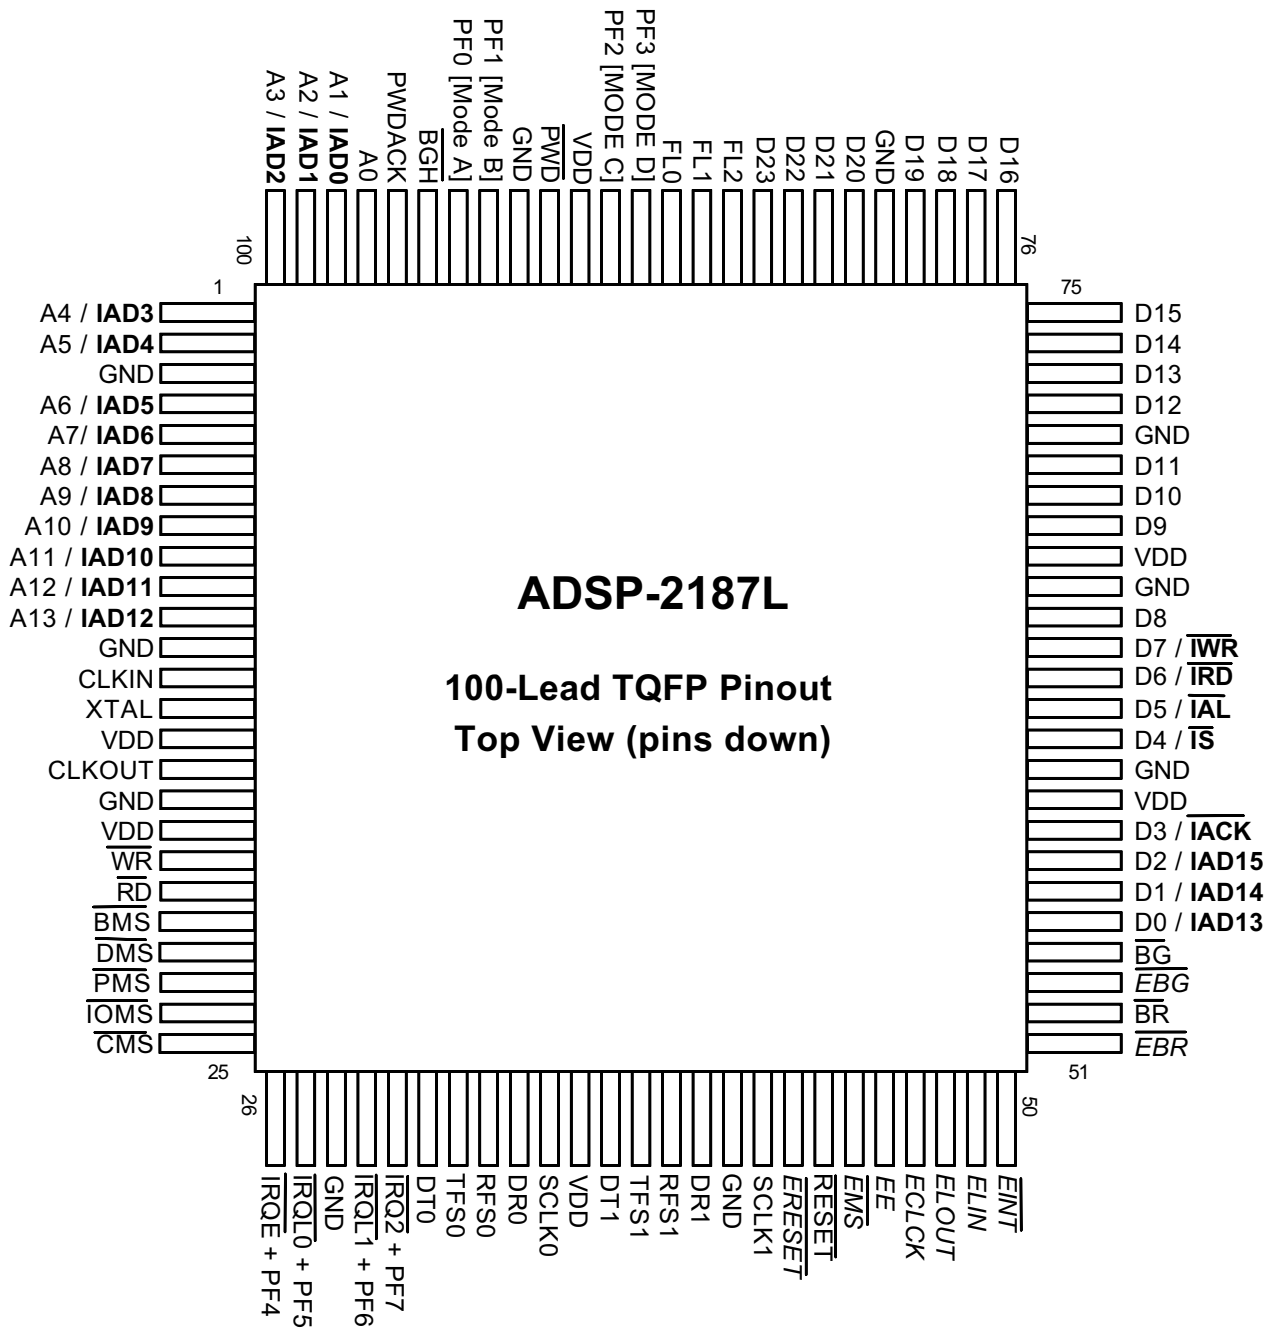 A3 / IAD2
A2 / IAD1
A1 / IAD0
A0
PWDACK
BGH
PF0 [Mode A]
PF1 [Mode B]
GND
PWD
VDD
PF2 [MODE C]
PF3 [MODE D]
FL0
FL1
FL2
D23
D22
D21
D20
GND
D19
D18
D17
D16
100
76
1
75
A4 / IAD3
A5 / IAD4
GND
A6 / IAD5
A7/ IAD6
A8 / IAD7
A9 / IAD8
A10 / IAD9
A11 / IAD10
A12 / IAD11
A13 / IAD12
GND
CLKIN
XTAL
VDD
CLKOUT
GND
VDD
WR
RD
BMS
DMS
PMS
IOMS
CMS
ADSP-2187L
100-Lead TQFP Pinout
Top View (pins down)
D15
D14
D13
D12
GND
D11
D10
D9
VDD
GND
D8
D7 / IWR
D6 / IRD
D5 / IAL
D4 / IS
GND
VDD
D3 / IACK
D2 / IAD15
D1 / IAD14
D0 / IAD13
BG
EBG
BR
EBR
25
51
26
50
IRQE + PF4
IRQL0 + PF5
GND
IRQL1 + PF6
IRQ2 + PF7
DT0
TFS0
RFS0
DR0
SCLK0
VDD
DT1
TFS1
RFS1
DR1
GND
SCLK1
ERESET
RESET
EMS
EE
ECLCK
ELOUT
ELIN
EINT